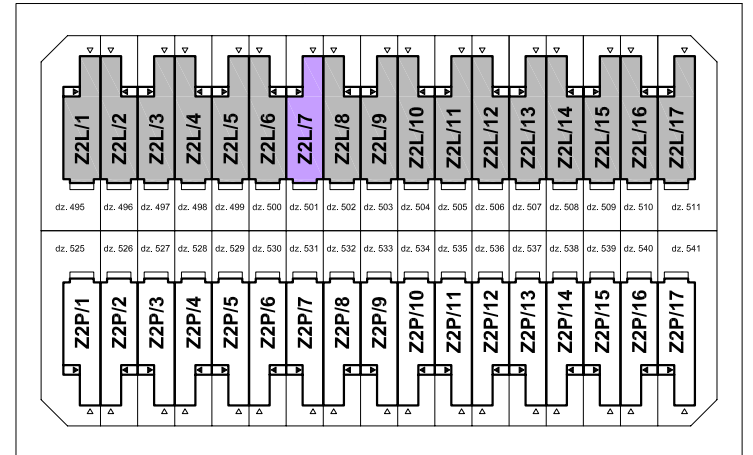 Z2L/1 Z2L/2 Z2L/3 Z2L/4 Z2L/5 Z2L/6 Z2L/7 Z2L/8 Z2L/9 Z2L/10 Z2L/11 Z2L/12 Z2L/13 Z2L/14 Z2L/15 Z2L/16 Z2L/17
dz. 495 dz. 496 dz. 497 dz. 498 dz. 499 dz. 500 dz. 501 dz. 502 dz. 503 dz. 504 dz. 505 dz. 506 dz. 507 dz. 508 dz. 509 dz. 510 dz. 511
dz. 525 dz. 526 dz. 527 dz. 528 dz. 529 dz. 530 dz. 531 dz. 532 dz. 533 dz. 534 dz. 535 dz. 536 dz. 537 dz. 538 dz. 539 dz. 540 dz. 541
Z2P/1 Z2P/2 Z2P/3 Z2P/4 Z2P/5 Z2P/6 Z2P/7 Z2P/8 Z2P/9 Z2P/10 Z2P/11 Z2P/12 Z2P/13 Z2P/14 Z2P/15 Z2P/16 Z2P/17